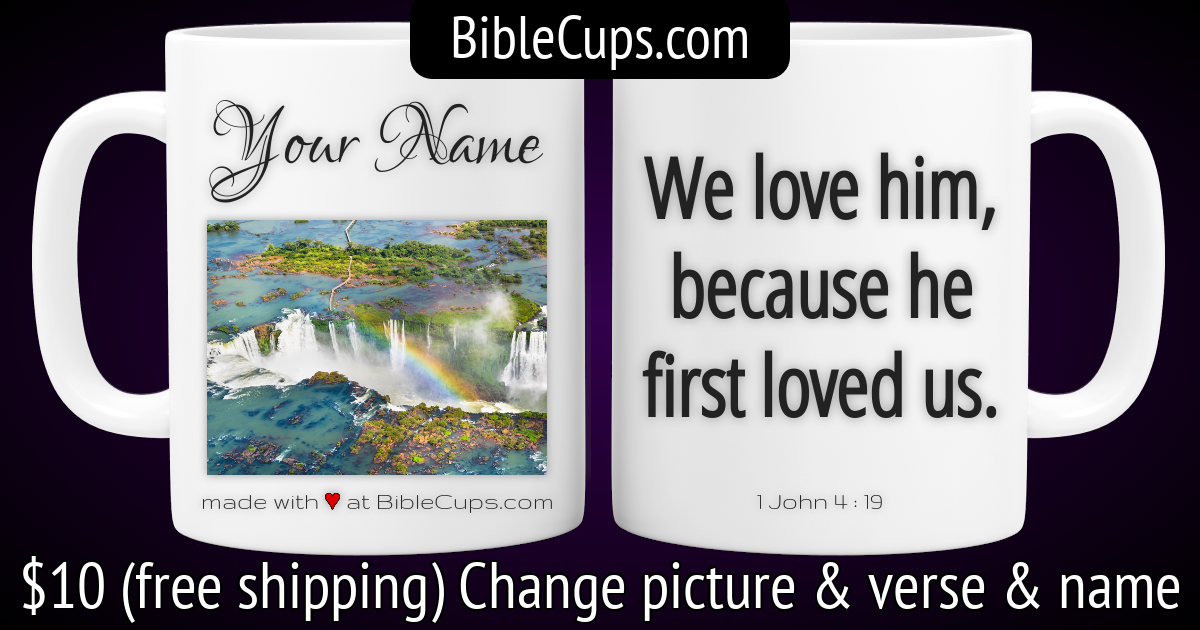 BibleCups.com
Your Name
made with ♥ at BibleCups.com
We love him,
because he
first loved us.
1 John 4 : 19
$10 (free shipping) Change picture & verse & name